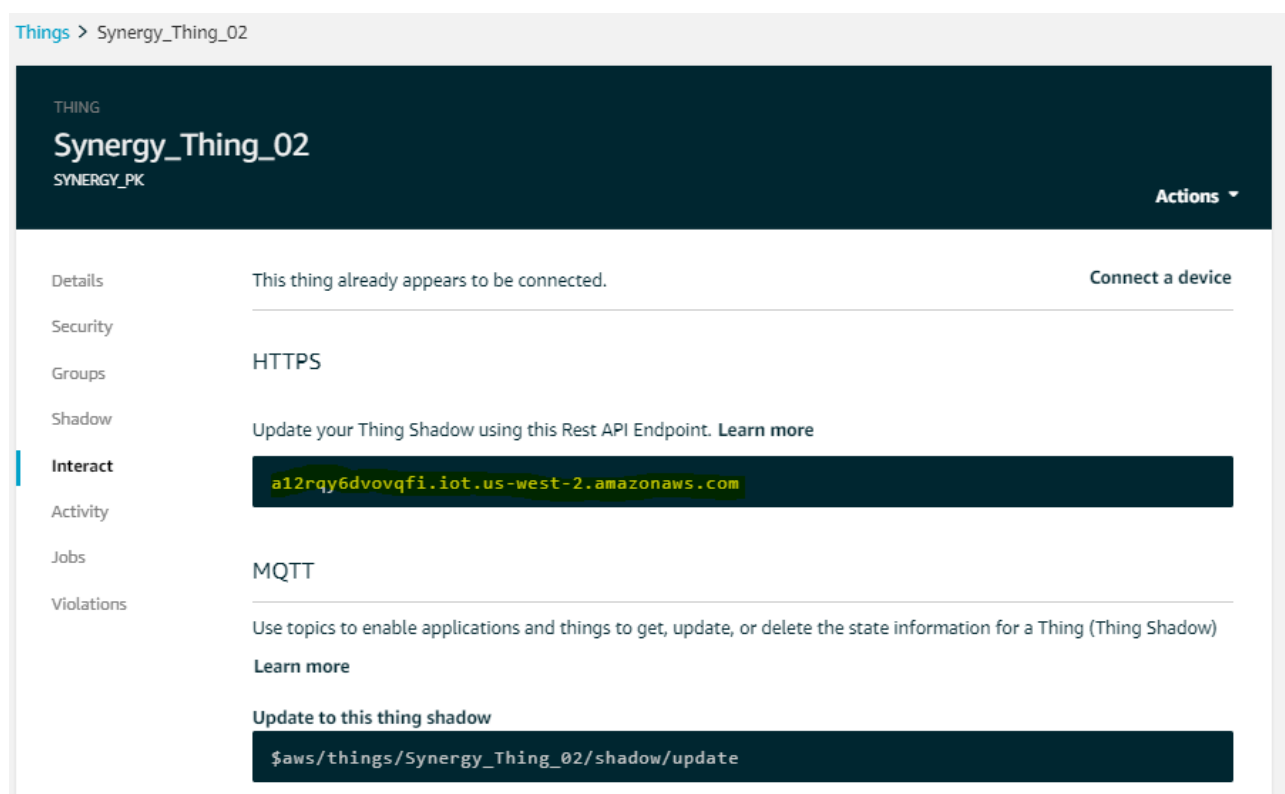 Things > Synergy_Thing_02
THING
Synergy_Thing_02
SYNERGY_PK
Actions
Details
Security
Groups
Shadow
Interact
Activity
Jobs
Violations
This thing already appears to be connected.
Connect a device
HTTPS
Update your Thing Shadow using this Rest API Endpoint. Learn more
a12rqy6dvovqfi.iot.us-west-2.amazonaws.com
MQTT
Use topics to enable applications and things to get, update, or delete the state information for a Thing (Thing Shadow)
Learn more
Update to this thing shadow
$aws/things/Synergy_Thing_02/shadow/update